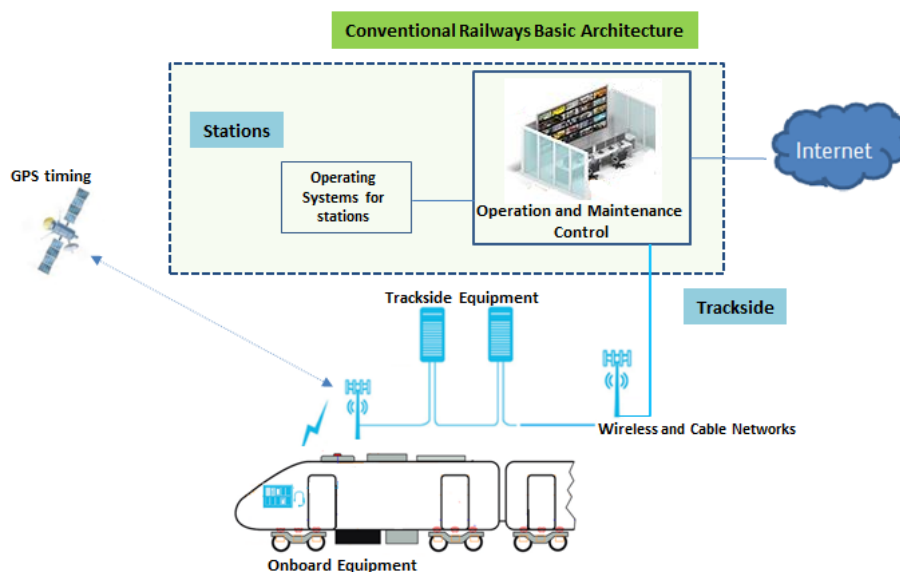 Conventional Railways Basic Architecture
Stations
GPS timing
Operating
Systems for
stations
Operation and Maintenance
Control
Internet
Trackside Equipment
Trackside
Wireless and Cable Networks
Onboard Equipment